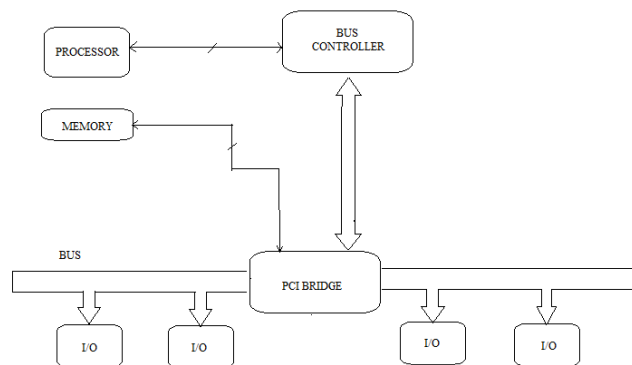 BUS
CONTROLLER
PROCESSOR
MEMORY
BUS
PCI BRIDGE
I/O
I/O
I/O
I/O